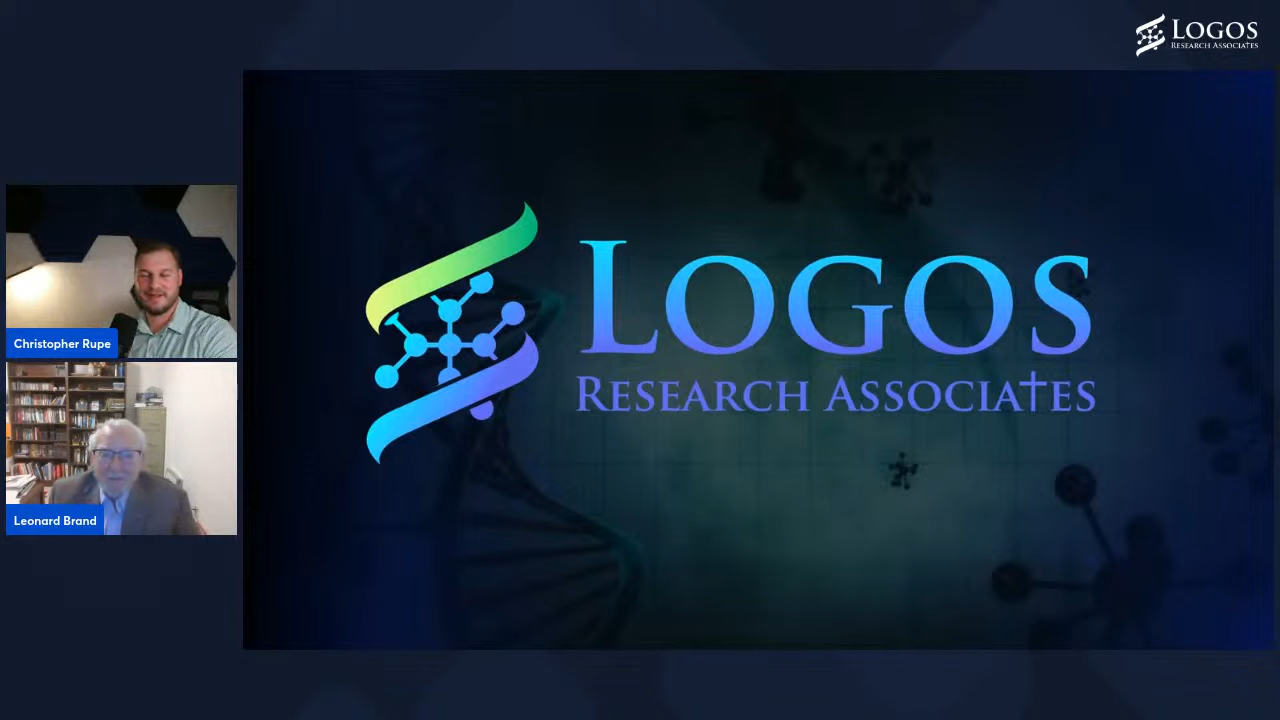 LOGOS
RESEARCH ASSOCIATES
Christopher Rupe
Leonard Brand
LOGOS
RESEARCH ASSOCIATES